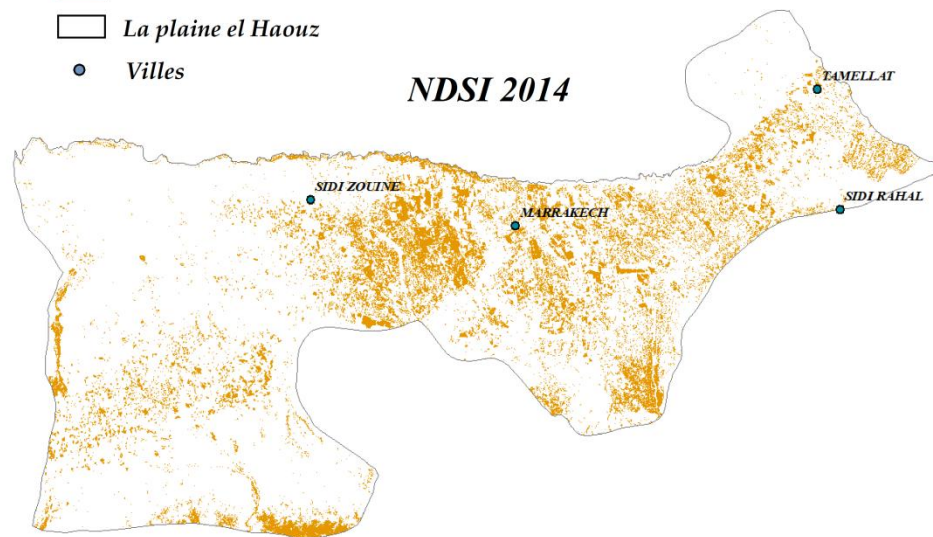 La plaine el Haouz
Villes
NDSI 2014
TAMELLAT
SIDI ZOUINE
SIDI RAHAL
MARRAKECH